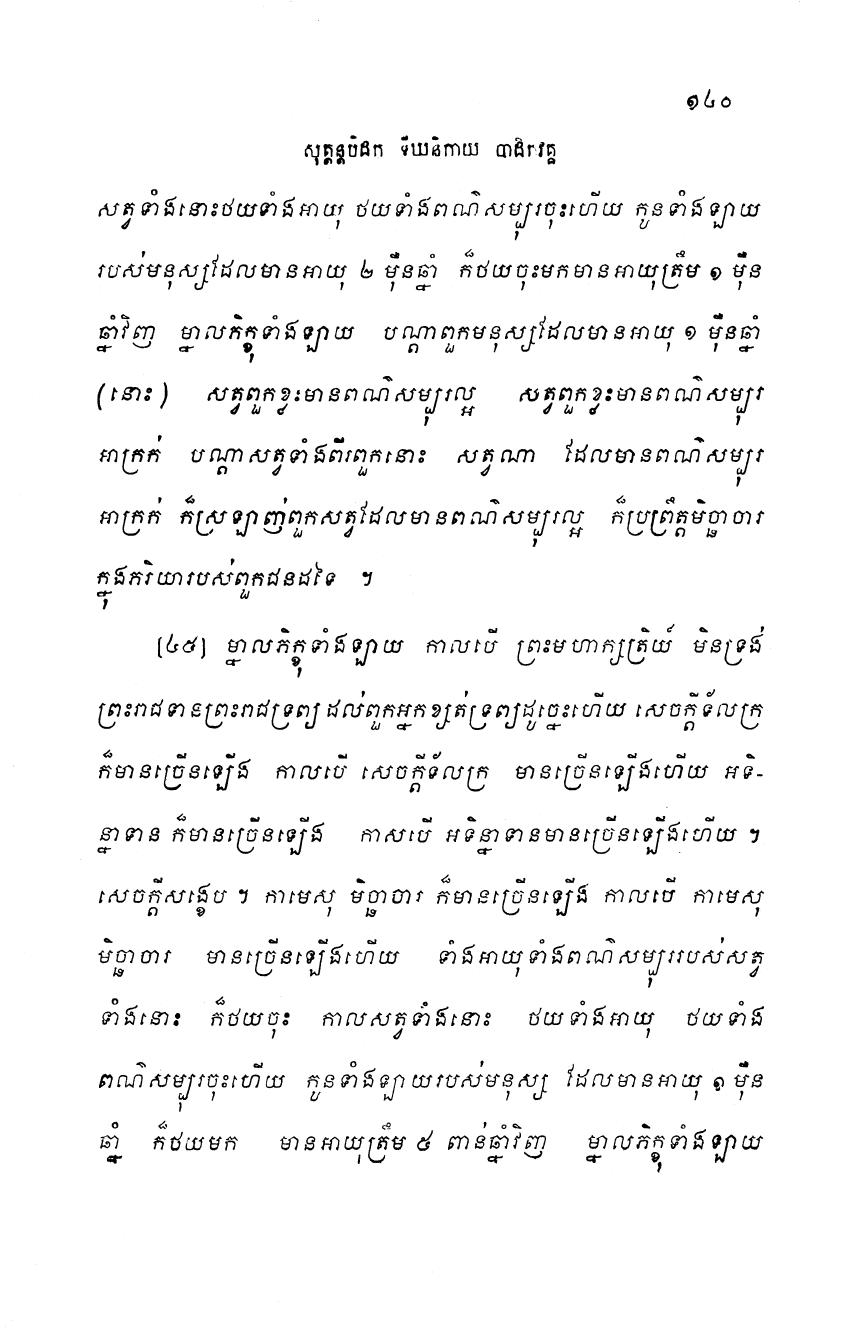 ១៤០
សុត្តន្តបិដក ទីឃនិកាយ បាដិរវគ្គ
សត្វទាំងនោះថយទាំងអាយុ ថយទាំងពណ៌សម្បុរចុះហើយ កូនទាំងឡាយ
របស់មនុស្សដែលមានអាយុ ២ ម៉ឺនឆ្នាំ ក៏ថយចុះមកមានអាយុត្រឹម ១ ម៉ឺន
ឆ្នាំវិញ ម្នាលភិក្ខុទាំងឡាយ បណ្តាពួកមនុស្សដែលមានអាយុ ១ ម៉ឺនឆ្នាំ
(នោះ) សត្វពួកខ្លះមានពណ៌សម្បុរល្អ សត្វពួកខ្លះមានពណ៌សម្បុរ
អាក្រក់ បណ្តាសត្វទាំងពីរពួកនោះ សត្វណា ដែលមានពណ៌សម្បុរ
អាក្រក់ ក៏ស្រឡាញ់ពួកសត្វដែលមានពណ៌សម្បុរល្អ ក៏ប្រព្រឹត្តមិច្ឆាចារ
ក្នុងភរិយារបស់ពួកជនដទៃ ។
[៤៥] ម្នាលភិក្ខុទាំងឡាយ កាលបើ ព្រះមហាក្សត្រិយ៍ មិនទ្រង់
ព្រះរាជទានព្រះរាជទ្រព្យ ដល់ពួកអ្នកខ្សត់ទ្រព្យដូច្នេះហើយ សេចក្តីទ័លក្រ
ក៏មានច្រើនឡើង កាលបើ សេចក្តីទ័លក្រ មានច្រើនឡើងហើយ អទិ-
ន្នាទាន ក៏មានច្រើនឡើង កាសបើ អទិន្នាទានមានច្រើនឡើងហើយ ។
សេចក្តីសង្ខេប ។ កាមេសុ មិច្ឆាចារ ក៏មានច្រើនឡើង កាលបើ កាមេសុ
មិច្ឆាចារ មានច្រើនឡើងហើយ ទាំងអាយុទាំងពណ៌សម្បុររបស់សត្វ
ទាំងនោះ ក៏ថយចុះ កាលសត្វទាំងនោះ ថយទាំងអាយុ ថយទាំង
ពណ៌សម្បុរចុះហើយ កូនទាំងឡាយរបស់មនុស្ស ដែលមានអាយុ ១ ម៉ឺន
ឆ្នាំ ក៏ថយមក មានអាយុត្រឹម ៥ ពាន់ឆ្នាំវិញ ម្នាលភិក្ខុទាំងឡាយ